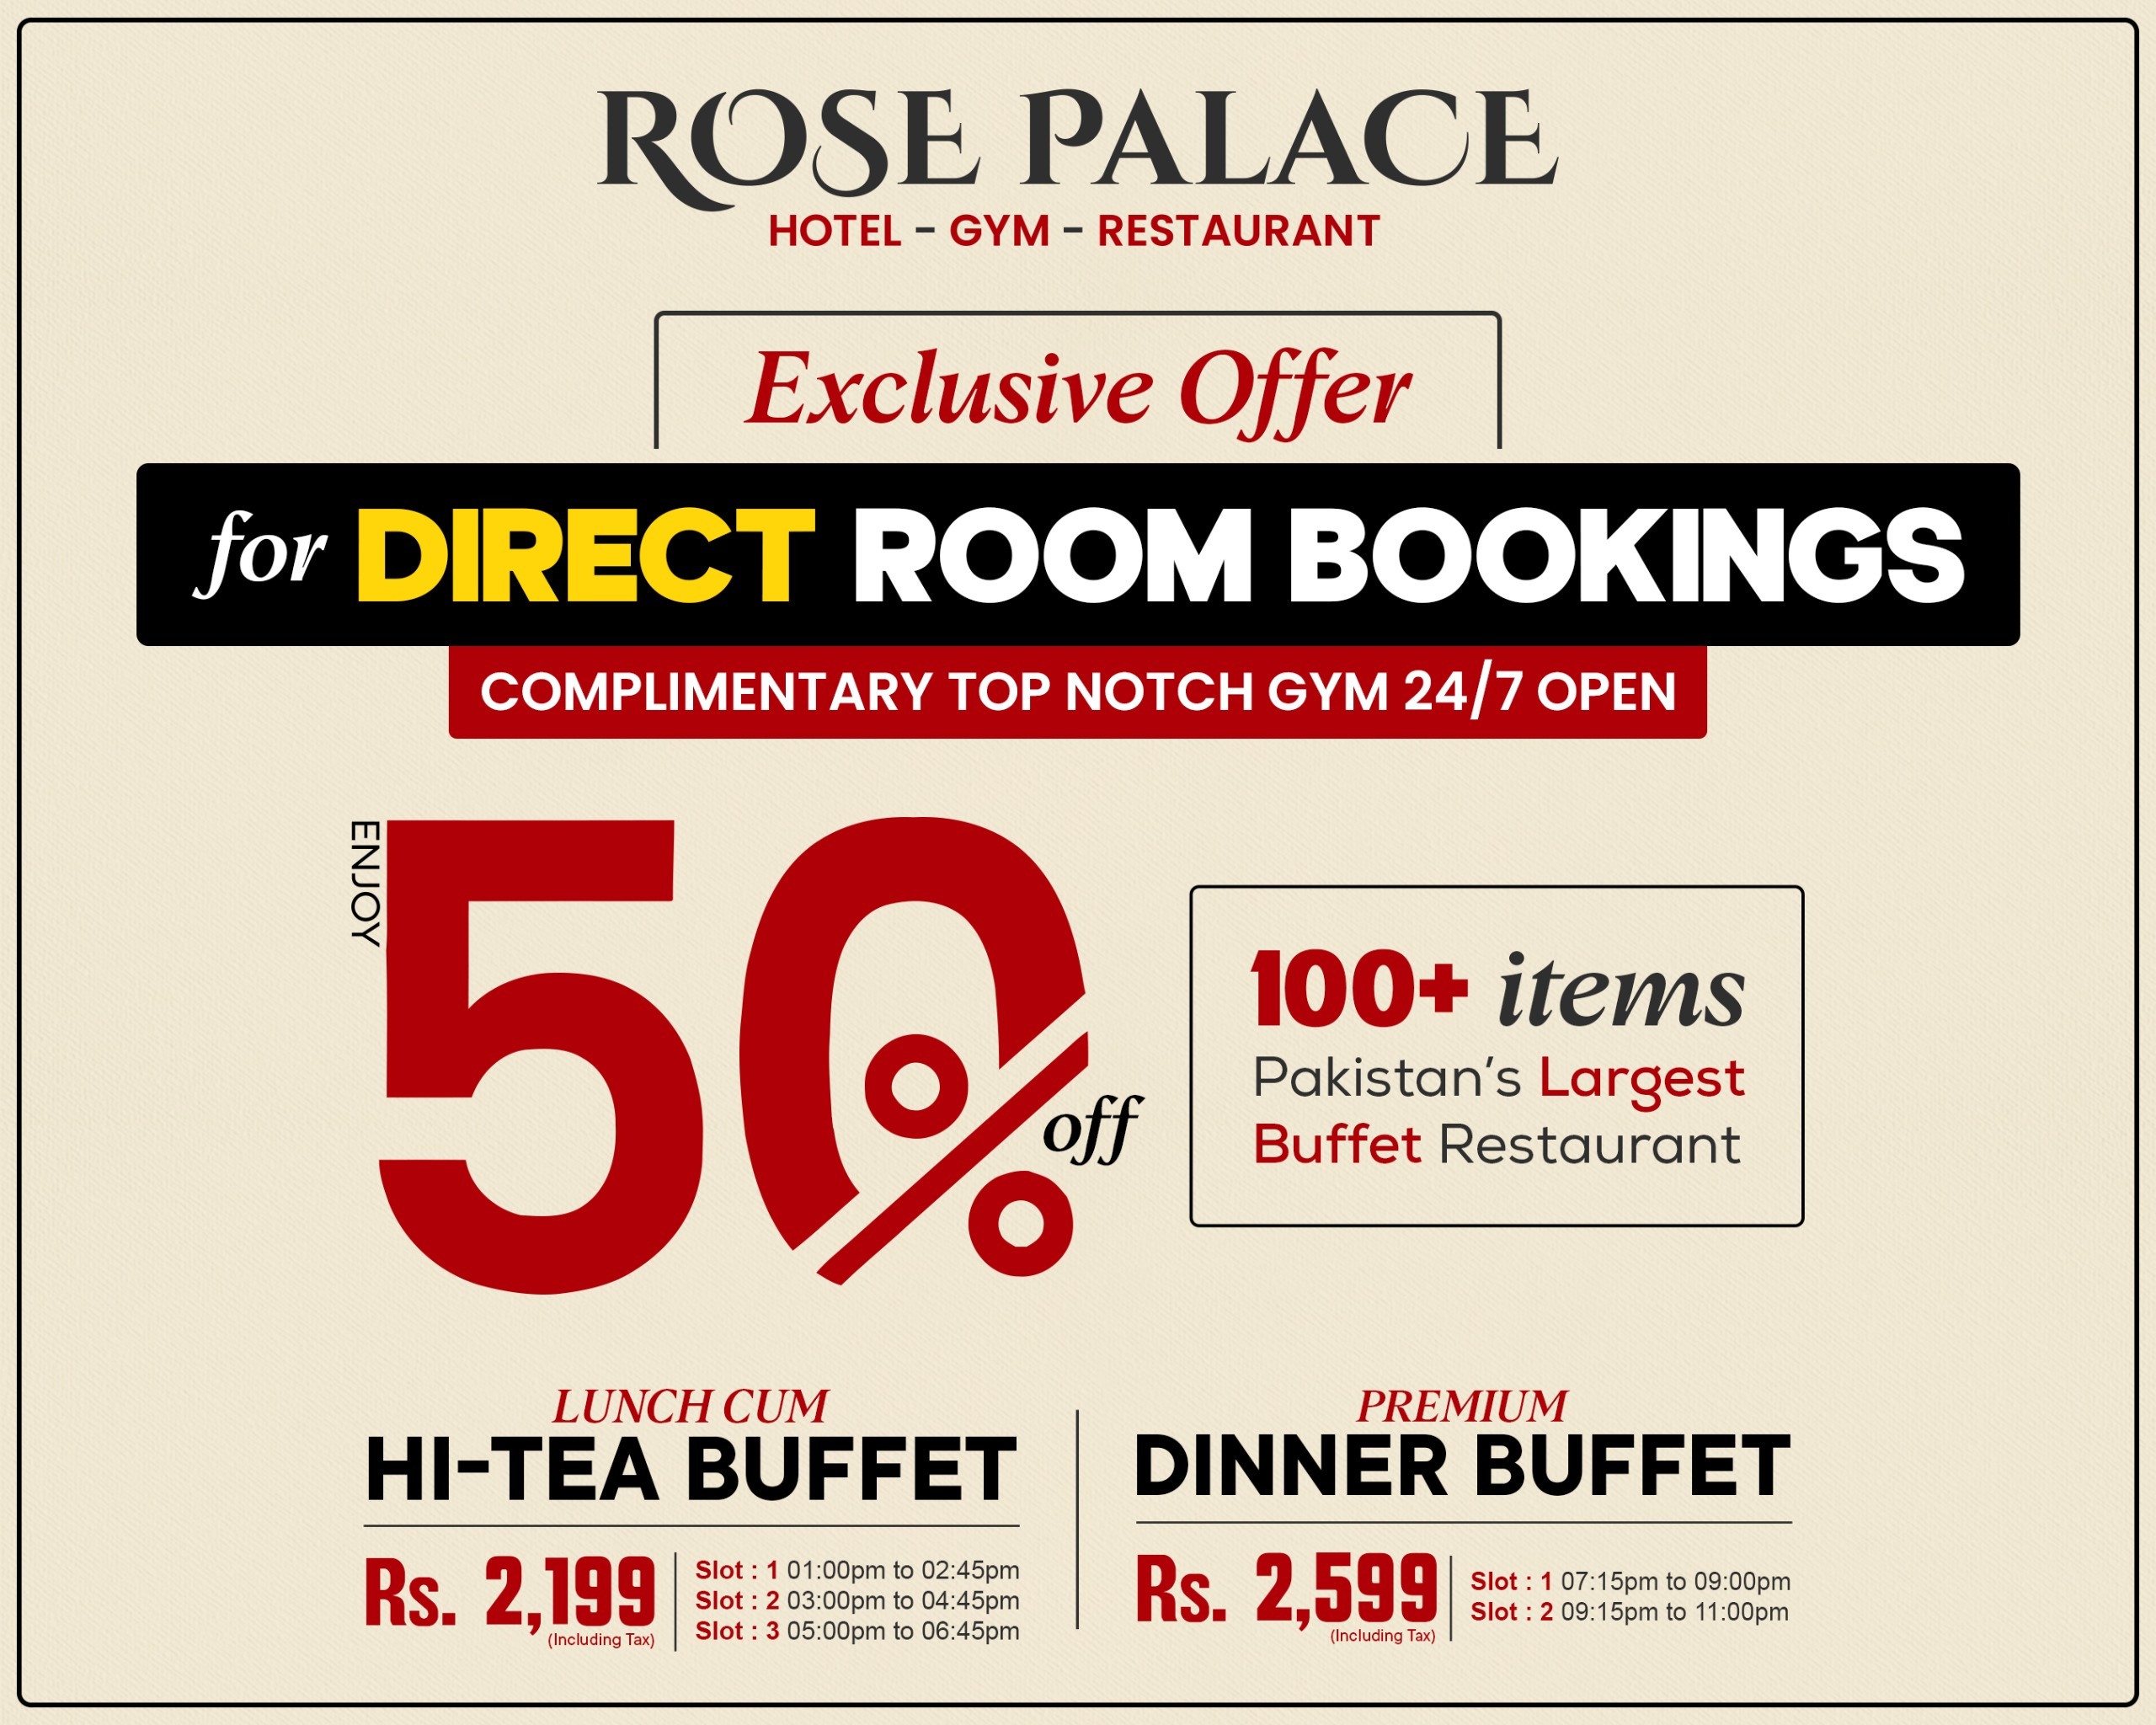 ROSE PALACE
HOTEL - GYM - RESTAURANT
Exclusive Offer
for DIRECT ROOM BOOKINGS
COMPLIMENTARY TOP NOTCH GYM 24/7 OPEN
ENJOY
50% off
100+ items
Pakistan's Largest
Buffet Restaurant
LUNCH CUM
HI-TEA BUFFET
Rs. 2,199
(Including Tax)
Slot : 1 01:00pm to 02:45pm
Slot : 2 03:00pm to 04:45pm
Slot : 3 05:00pm to 06:45pm
PREMIUM
DINNER BUFFET
Rs. 2,599
(Including Tax)
Slot : 1 07:15pm to 09:00pm
Slot : 2 09:15pm to 11:00pm